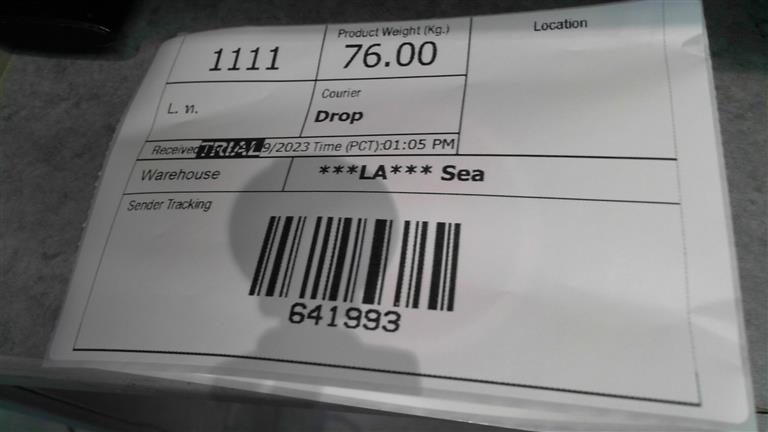 1111
Product Weight (Kg.)
76.00
Location
L. ท.
Courier
Drop
Received TRIAL 9/2023 Time (PCT):01:05 PM
Warehouse
***LA*** Sea
Sender Tracking
641993